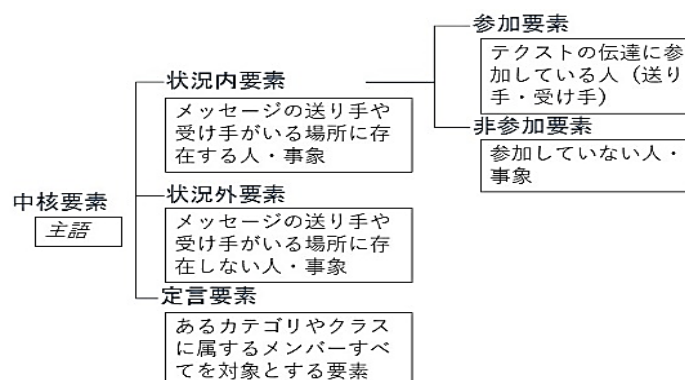 参加要素
テクストの伝達に参
加している人（送り
手・受け手）
状況内要素
メッセージの送り手や
受け手がいる場所に存
在する人・事象
非参加要素
参加していない人・
事象
中核要素
主語
状況外要素
メッセージの送り手や
受け手がいる場所に存
在しない人・事象
定言要素
あるカテゴリやクラス
に属するメンバーすべ
てを対象とする要素